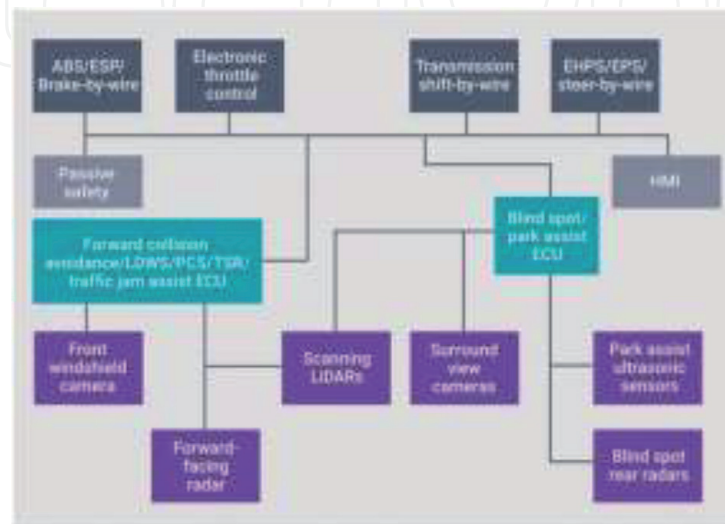 ABS/ESP/
Brake-by-wire
Electronic
throttle
control
Transmission
shift-by-wire
EHPS/EPS/
steer-by-wire
Passive
safety
HMI
Forward collision
avoidance/LDWS/PCS/TSR/
traffic jam assist ECU
Blind spot/
park assist
ECU
Front
windshield
camera
Scanning
LiDARs
Surround
view
cameras
Park assist
ultrasonic
sensors
Forward-
facing
radar
Blind spot
rear radars